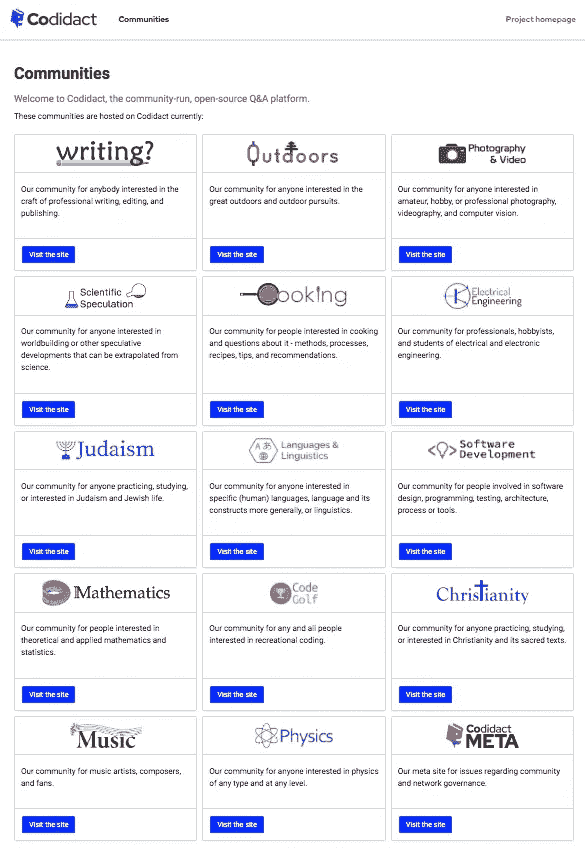 Codidact
Communities
Project homepage
Communities
Welcome to Codidact, the community-run, open-source Q&A platform.
These communities are hosted on Codidact currently:
writing?
Our community for anybody interested in the
craft of professional writing, editing, and
publishing.
Visit the site
Outdoors
Our community for anyone interested in the
great outdoors and outdoor pursuits.
Visit the site
Photography
& Video
Our community for anyone interested in
amateur, hobby, or professional photography,
videography, and computer vision.
Visit the site
Scientific
Speculation
Our community for anyone interested in
worldbuilding or other speculative
developments that can be extrapolated from
science.
Visit the site
Cooking
Our community for people interested in cooking
and questions about it - methods, processes,
recipes, tips, and recommendations.
Visit the site
Electrical
Engineering
Our community for professionals, hobbyists,
and students of electrical and electronic
engineering.
Visit the site
Judaism
Our community for anyone practicing, studying,
or interested in Judaism and Jewish life.
Visit the site
A あ
Languages &
Linguistics
Our community for anyone interested in
specific (human) languages, language and its
constructs more generally, or linguistics.
Visit the site
Software
Development
Our community for people involved in software
design, programming, testing, architecture,
process or tools.
Visit the site
Mathematics
Our community for people interested in
theoretical and applied mathematics and
statistics.
Visit the site
Code
Golf
Our community for any and all people
interested in recreational coding.
Visit the site
Christianity
Our community for anyone practicing, studying,
or interested in Christianity and its sacred texts.
Visit the site
Music
Our community for music artists, composers,
and fans.
Visit the site
Physics
Our community for anyone interested in physics
of any type and at any level.
Visit the site
Codidact
META
Our meta site for issues regarding community
and network governance.
Visit the site